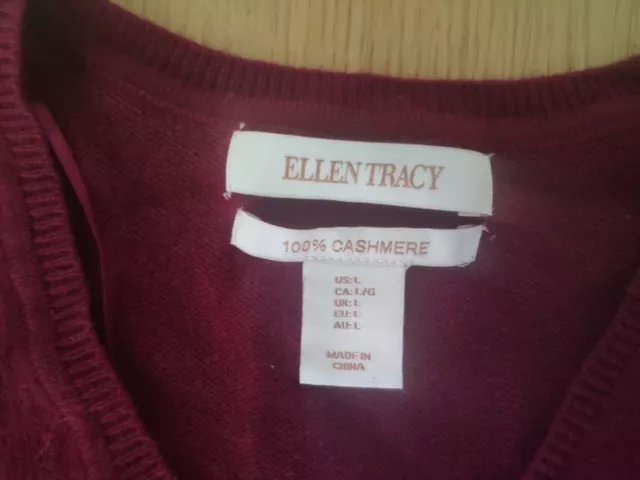 ELLEN TRACY
100% CASHMERE
US: L
CA: L/G
UK: L
EU: L
AU: L
MADE IN
CHINA